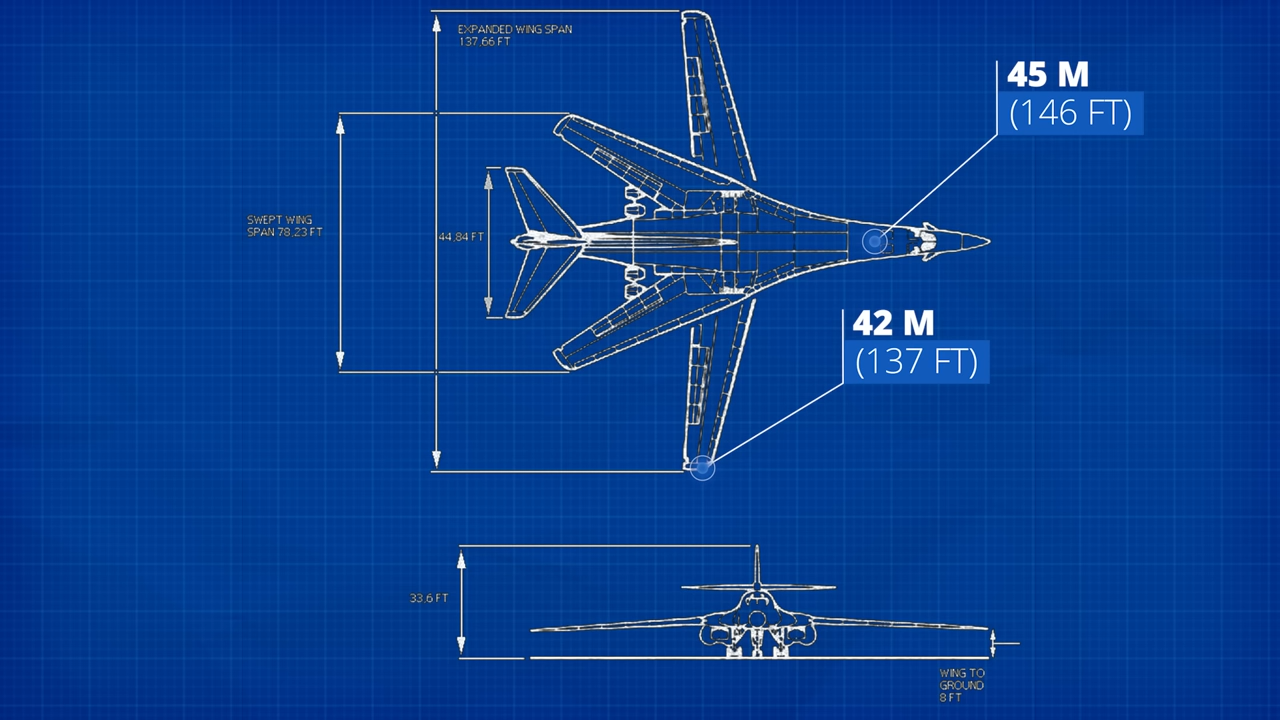 EXPANDED WING SPAN
137,66 FT
45 M
(146 FT)
SWEPT WING
SPAN 78,23 FT
44,84 FT
42 M
(137 FT)
33,6 FT
WING TO
GROUND
8 FT